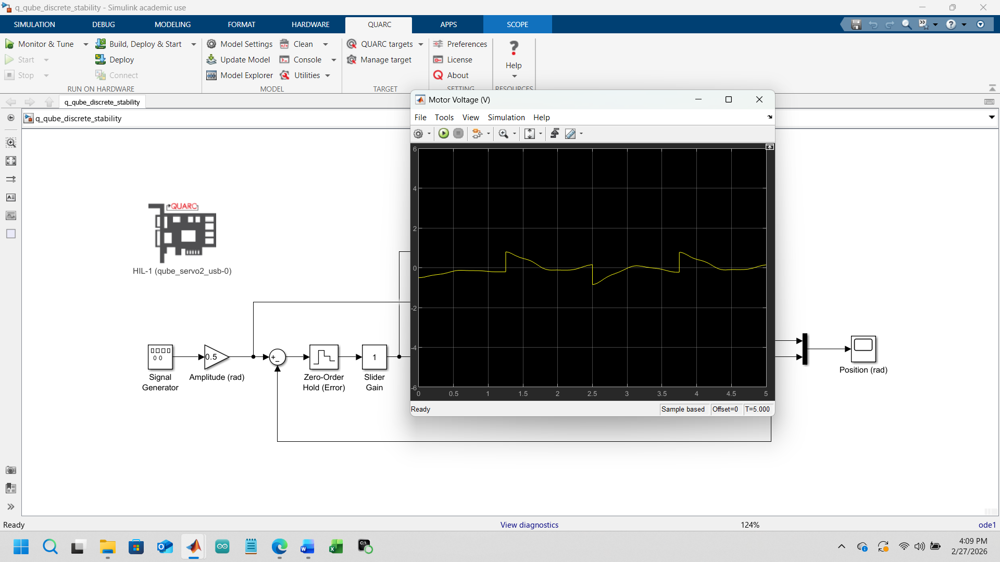 q_qube_discrete_stability - Simulink academic use
SIMULATION DEBUG MODELING FORMAT HARDWARE QUARC APPS SCOPE
Monitor & Tune Build, Deploy & Start Model Settings Clean QUARC targets Preferences
Start Deploy Update Model Console Manage target License Help
Stop Connect Model Explorer Utilities About
RUN ON HARDWARE MODEL TARGET SETTING RESOURCES
q_qube_discrete_stability
q_qube_discrete_stability
Motor Voltage (V)
File Tools View Simulation Help
6
4
2
0
-2
-4
-6
0 0.5 1 1.5 2 2.5 3 3.5 4 4.5 5
Ready Sample based Offset=0 T=5.000
QUARC
HIL-1 (qube_servo2_usb-0)
0.5
1
Signal
Generator
Amplitude (rad)
Zero-Order
Hold (Error)
Slider
Gain
Position (rad)
Ready View diagnostics 124% ode1
4:09 PM
2/27/2026